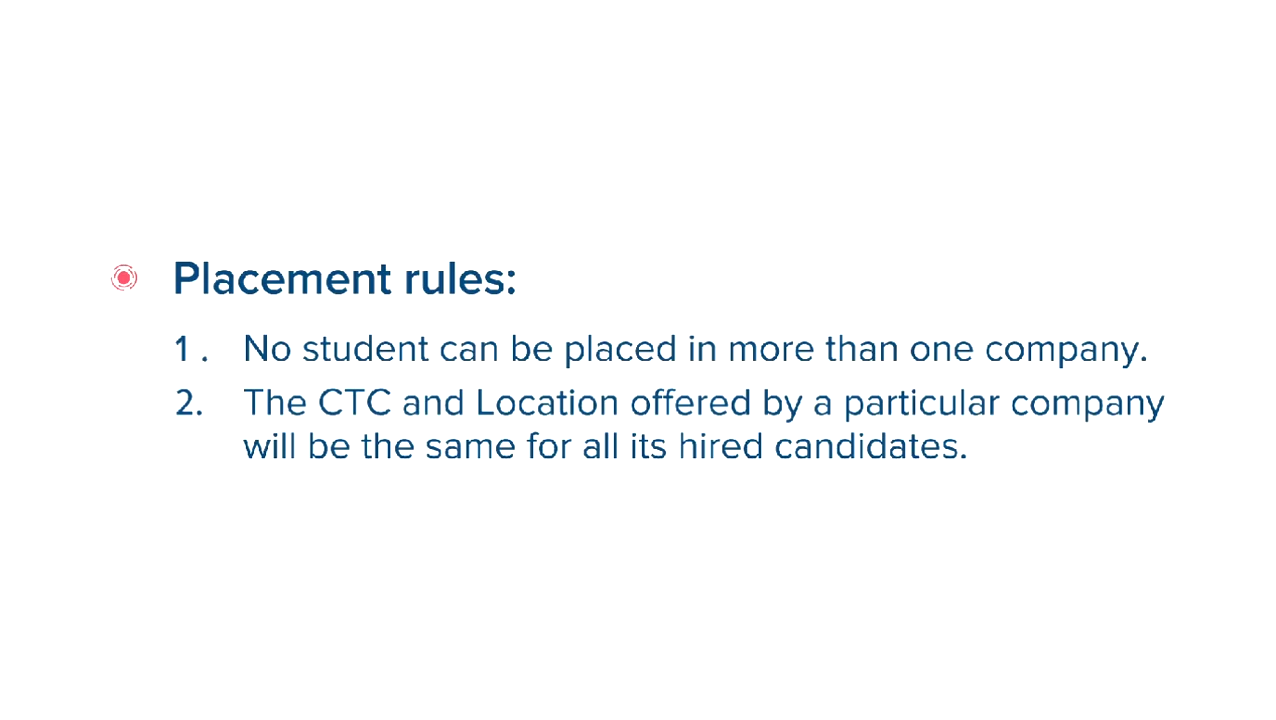 Placement rules:
1. No student can be placed in more than one company.
2. The CTC and Location offered by a particular company
will be the same for all its hired candidates.